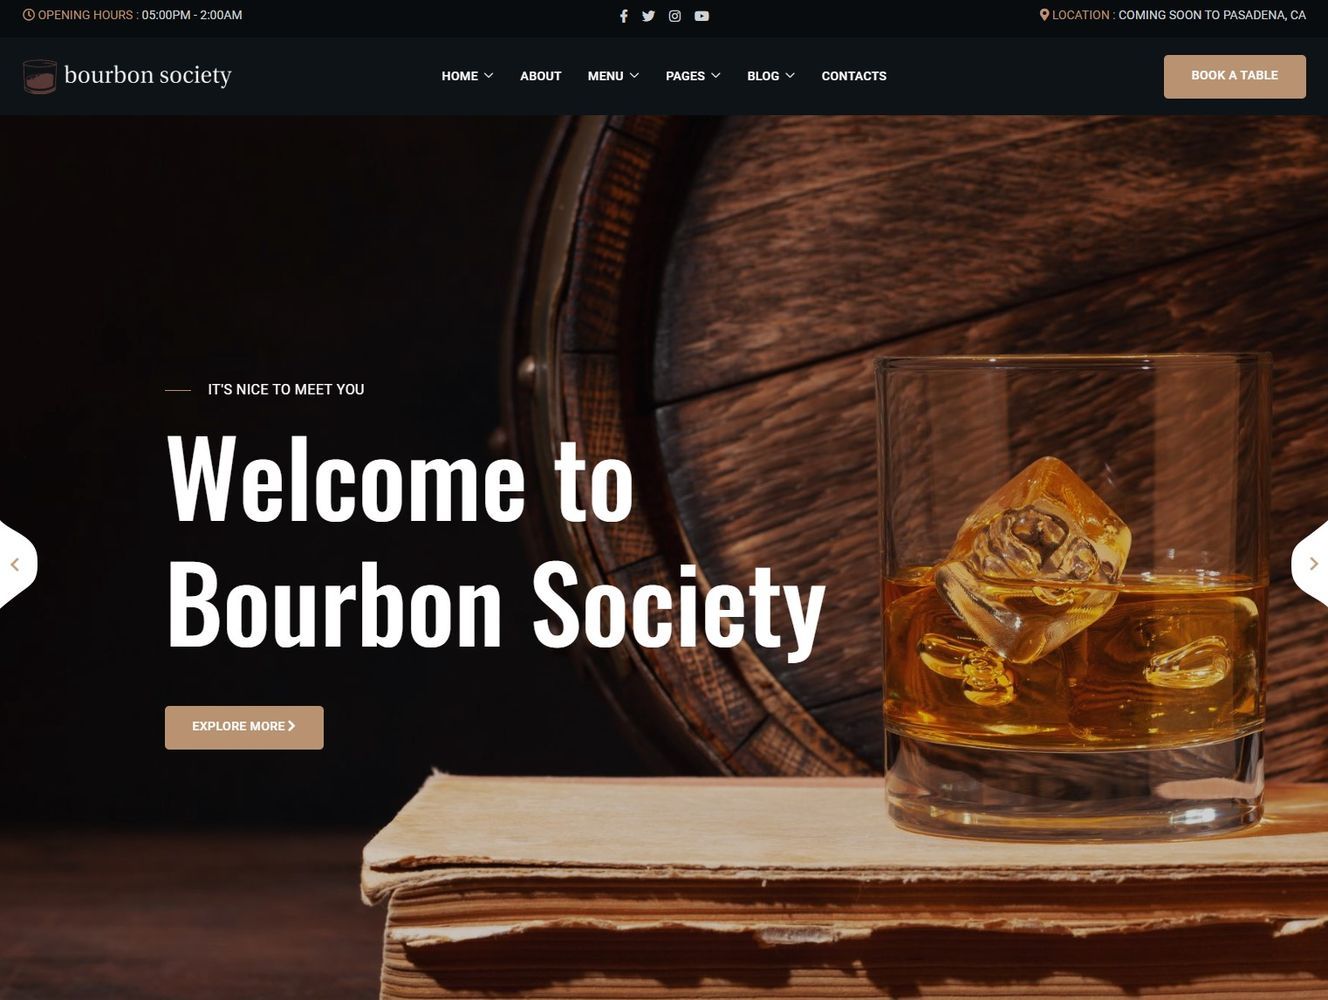 OPENING HOURS : 05:00PM - 2:00AM
LOCATION : COMING SOON TO PASADENA, CA
bourbon society
HOME
ABOUT
MENU
PAGES
BLOG
CONTACTS
BOOK A TABLE
IT'S NICE TO MEET YOU
Welcome to
Bourbon Society
EXPLORE MORE